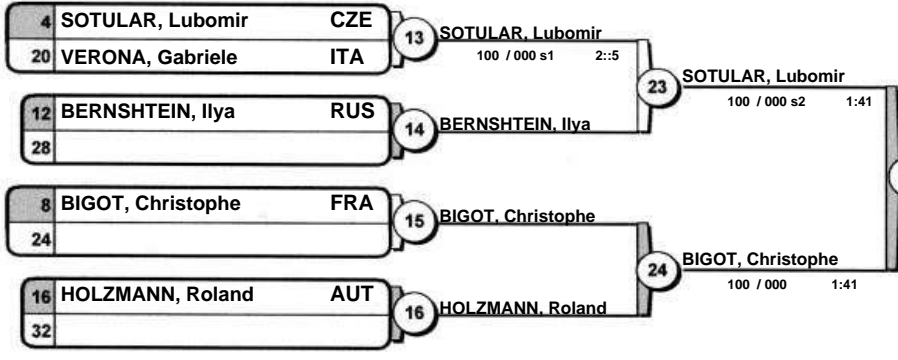 4 SOTULAR, Lubomir CZE
20 VERONA, Gabriele ITA
13 SOTULAR, Lubomir
100 / 000 s1 2::5
12 BERNSHTEIN, Ilya RUS
28
14 BERNSHTEIN, Ilya
23 SOTULAR, Lubomir
100 / 000 s2 1:41
8 BIGOT, Christophe FRA
24
15 BIGOT, Christophe
16 HOLZMANN, Roland AUT
32
16 HOLZMANN, Roland
24 BIGOT, Christophe
100 / 000 1:41